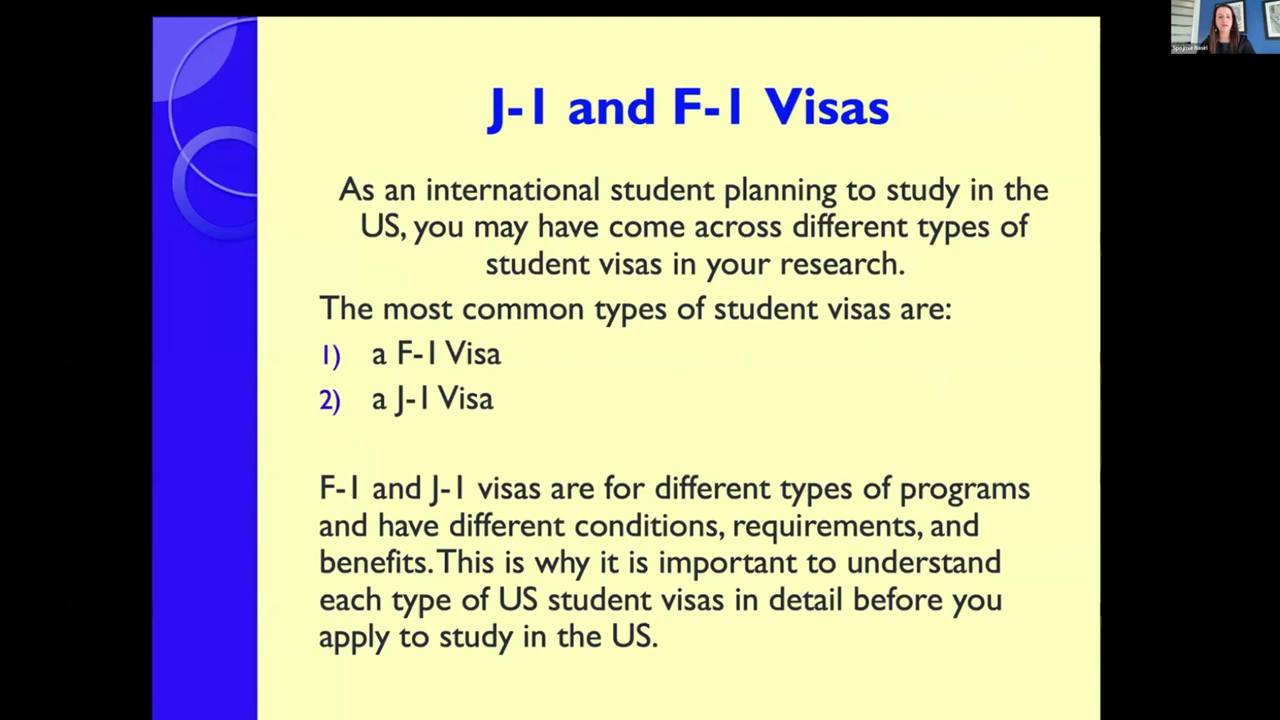 J-1 and F-1 Visas
As an international student planning to study in the
US, you may have come across different types of
student visas in your research.
The most common types of student visas are:
1) a F-1 Visa
2) a J-1 Visa
F-1 and J-1 visas are for different types of programs
and have different conditions, requirements, and
benefits. This is why it is important to understand
each type of US student visas in detail before you
apply to study in the US.